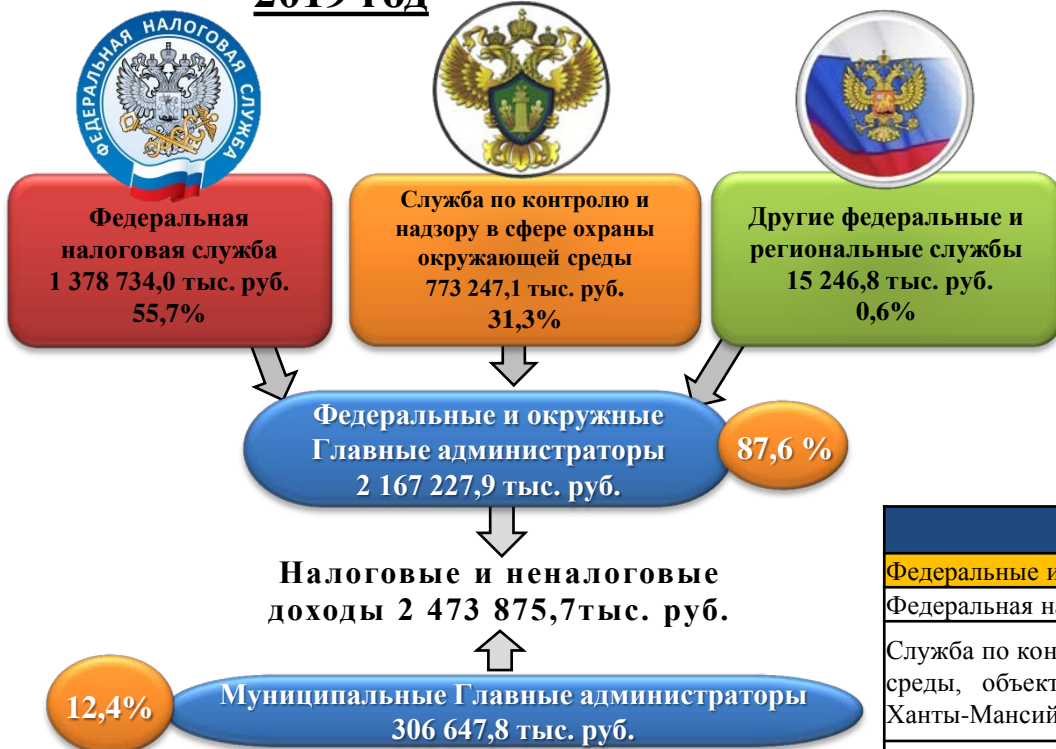 2019 год
ФЕДЕРАЛЬНАЯ НАЛОГОВАЯ СЛУЖБА
Федеральная
налоговая служба
1 378 734,0 тыс. руб.
55,7%
Служба по контролю и
надзору в сфере охраны
окружающей среды
773 247,1 тыс. руб.
31,3%
Другие федеральные и
региональные службы
15 246,8 тыс. руб.
0,6%
Федеральные и окружные
Главные администраторы
2 167 227,9 тыс. руб.
87,6 %
Налоговые и неналоговые
доходы 2 473 875,7тыс. руб.
12,4%
Муниципальные Главные администраторы
306 647,8 тыс. руб.
Федеральные и
Федеральная на
Служба по кон
среды, объект
Ханты-Мансий